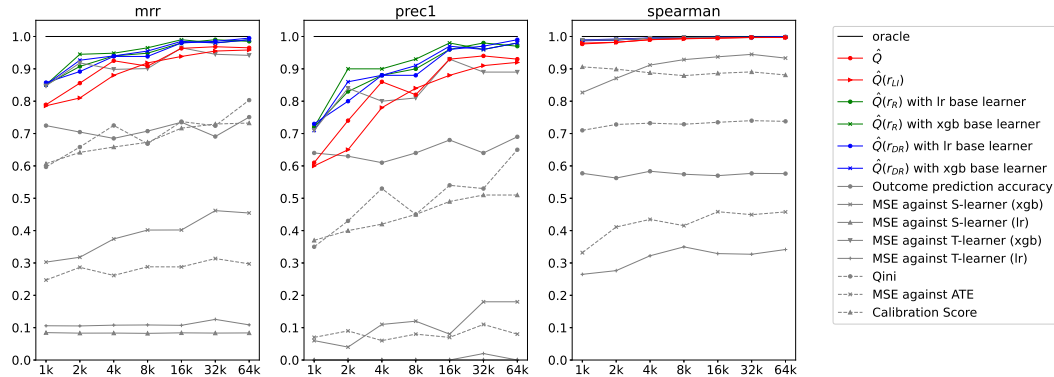 mrr
1.0
0.9
0.8
0.7
0.6
0.5
0.4
0.3
0.2
0.1
0.0
1k 2k 4k 8k 16k 32k 64k
prec1
1.0
0.9
0.8
0.7
0.6
0.5
0.4
0.3
0.2
0.1
0.0
1k 2k 4k 8k 16k 32k 64k
spearman
1.0
0.9
0.8
0.7
0.6
0.5
0.4
0.3
0.2
0.1
0.0
1k 2k 4k 8k 16k 32k 64k
oracle
Q̂
Q̂(r_LI)
Q̂(r_R) with lr base learner
Q̂(r_R) with xgb base learner
Q̂(r_DR) with lr base learner
Q̂(r_DR) with xgb base learner
Outcome prediction accuracy
MSE against S-learner (xgb)
MSE against S-learner (lr)
MSE against T-learner (xgb)
MSE against T-learner (lr)
Qini
MSE against ATE
Calibration Score